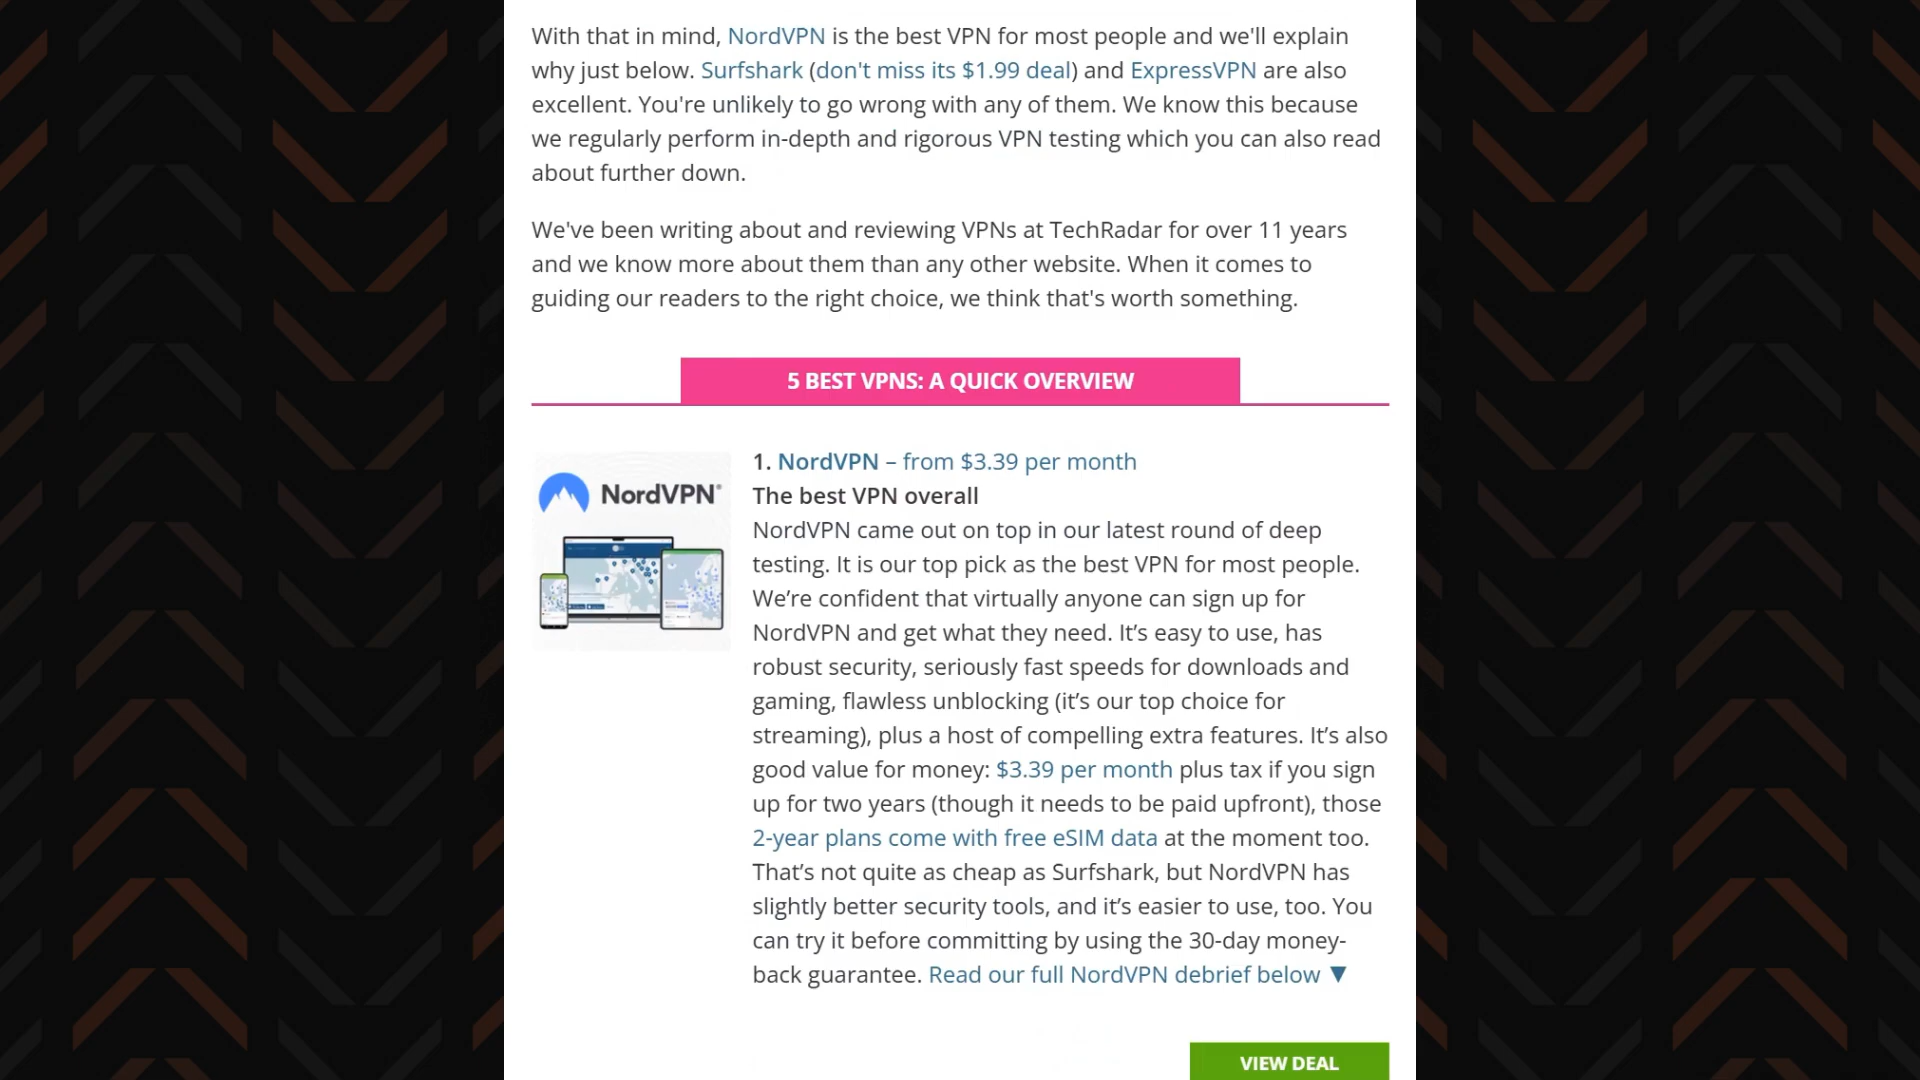 With that in mind, NordVPN is the best VPN for most people and we'll explain
why just below. Surfshark (don't miss its $1.99 deal) and ExpressVPN are also
excellent. You're unlikely to go wrong with any of them. We know this because
we regularly perform in-depth and rigorous VPN testing which you can also read
about further down.
We've been writing about and reviewing VPNs at TechRadar for over 11 years
and we know more about them than any other website. When it comes to
guiding our readers to the right choice, we think that's worth something.
5 BEST VPNS: A QUICK OVERVIEW
NordVPN®
1. NordVPN – from $3.39 per month
The best VPN overall
NordVPN came out on top in our latest round of deep
testing. It is our top pick as the best VPN for most people.
We’re confident that virtually anyone can sign up for
NordVPN and get what they need. It’s easy to use, has
robust security, seriously fast speeds for downloads and
gaming, flawless unblocking (it’s our top choice for
streaming), plus a host of compelling extra features. It’s also
good value for money: $3.39 per month plus tax if you sign
up for two years (though it needs to be paid upfront), those
2-year plans come with free eSIM data at the moment too.
That’s not quite as cheap as Surfshark, but NordVPN has
slightly better security tools, and it’s easier to use, too. You
can try it before committing by using the 30-day money-
back guarantee. Read our full NordVPN debrief below ▼
VIEW DEAL